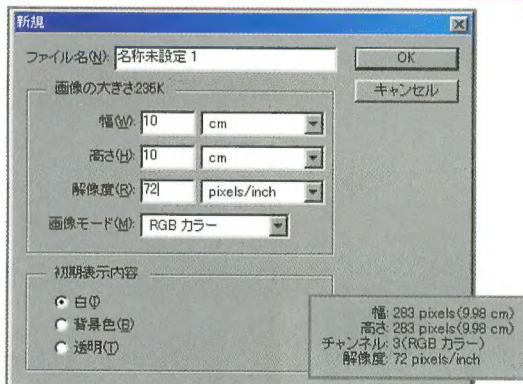 新規
ファイル名(N): 名称未設定 1
OK
キャンセル
画像の大きさ:235K
幅(W): 10 cm
高さ(H): 10 cm
解像度(R): 72 pixels/inch
画像モード(M): RGB カラー
初期表示内容
白(I)
背景色(B)
透明(T)
幅: 283 pixels(9.98 cm)
高さ: 283 pixels(9.98 cm)
チャンネル: 3(RGB カラー)
解像度: 72 pixels/inch